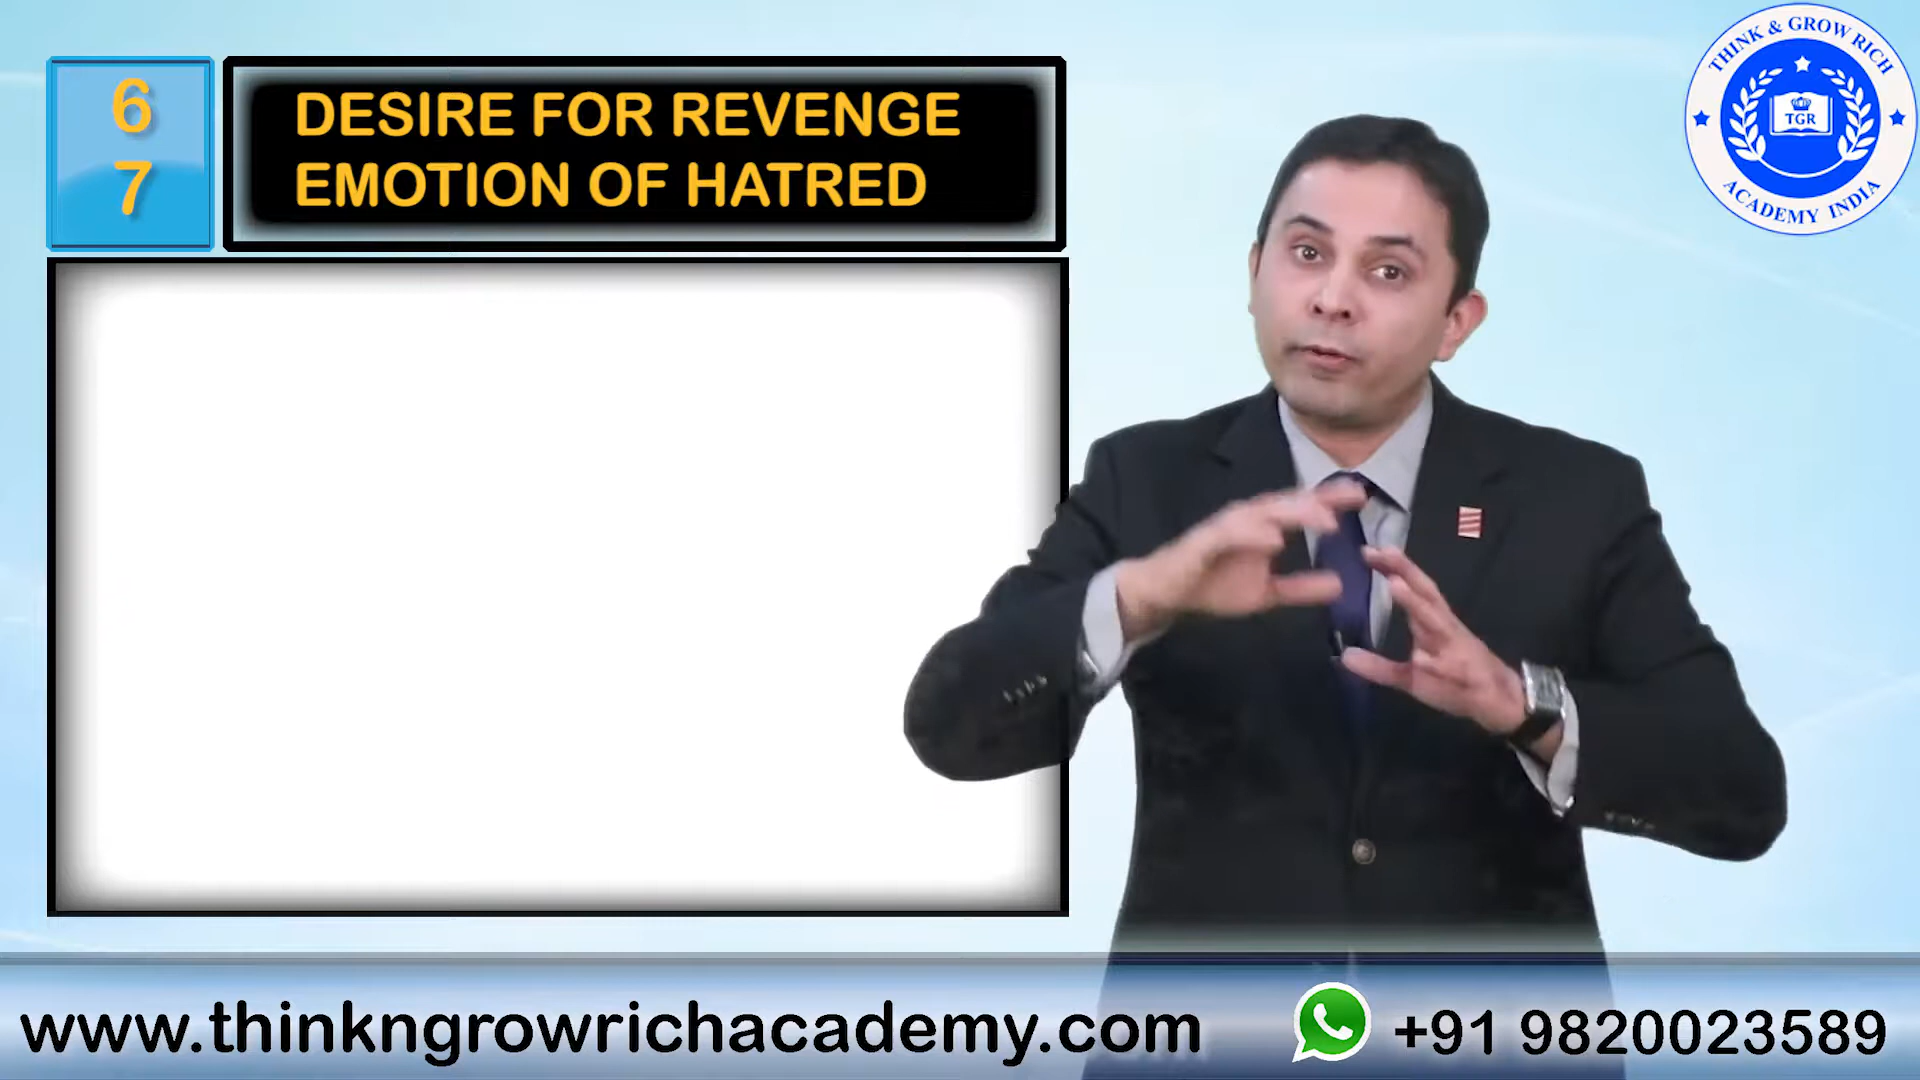 6
7
DESIRE FOR REVENGE
EMOTION OF HATRED
THINK & GROW RICH
TGR
ACADEMY INDIA
www.thinkngrowrichacademy.com
+91 9820023589